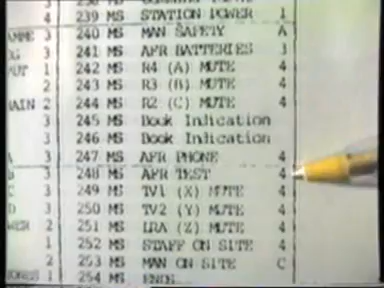 4 239 MS STATION POWER 1
3 240 MS MAN SAFETY A
3 241 MS AFR BATTERIES 3
1 242 MS R4 (A) MUTE 4
2 243 MS R3 (B) MUTE 4
2 244 MS R2 (C) MUTE 4
3 245 MS Book Indication
3 246 MS Book Indication
3 247 MS AFR PHONE 4
3 248 MS AFR TEST 4
3 249 MS TV1 (X) MUTE 4
3 250 MS TV2 (Y) MUTE 4
2 251 MS LRA (Z) MUTE 4
1 252 MS STAFF ON SITE 4
2 253 MS MAN ON SITE C
1 254 MS